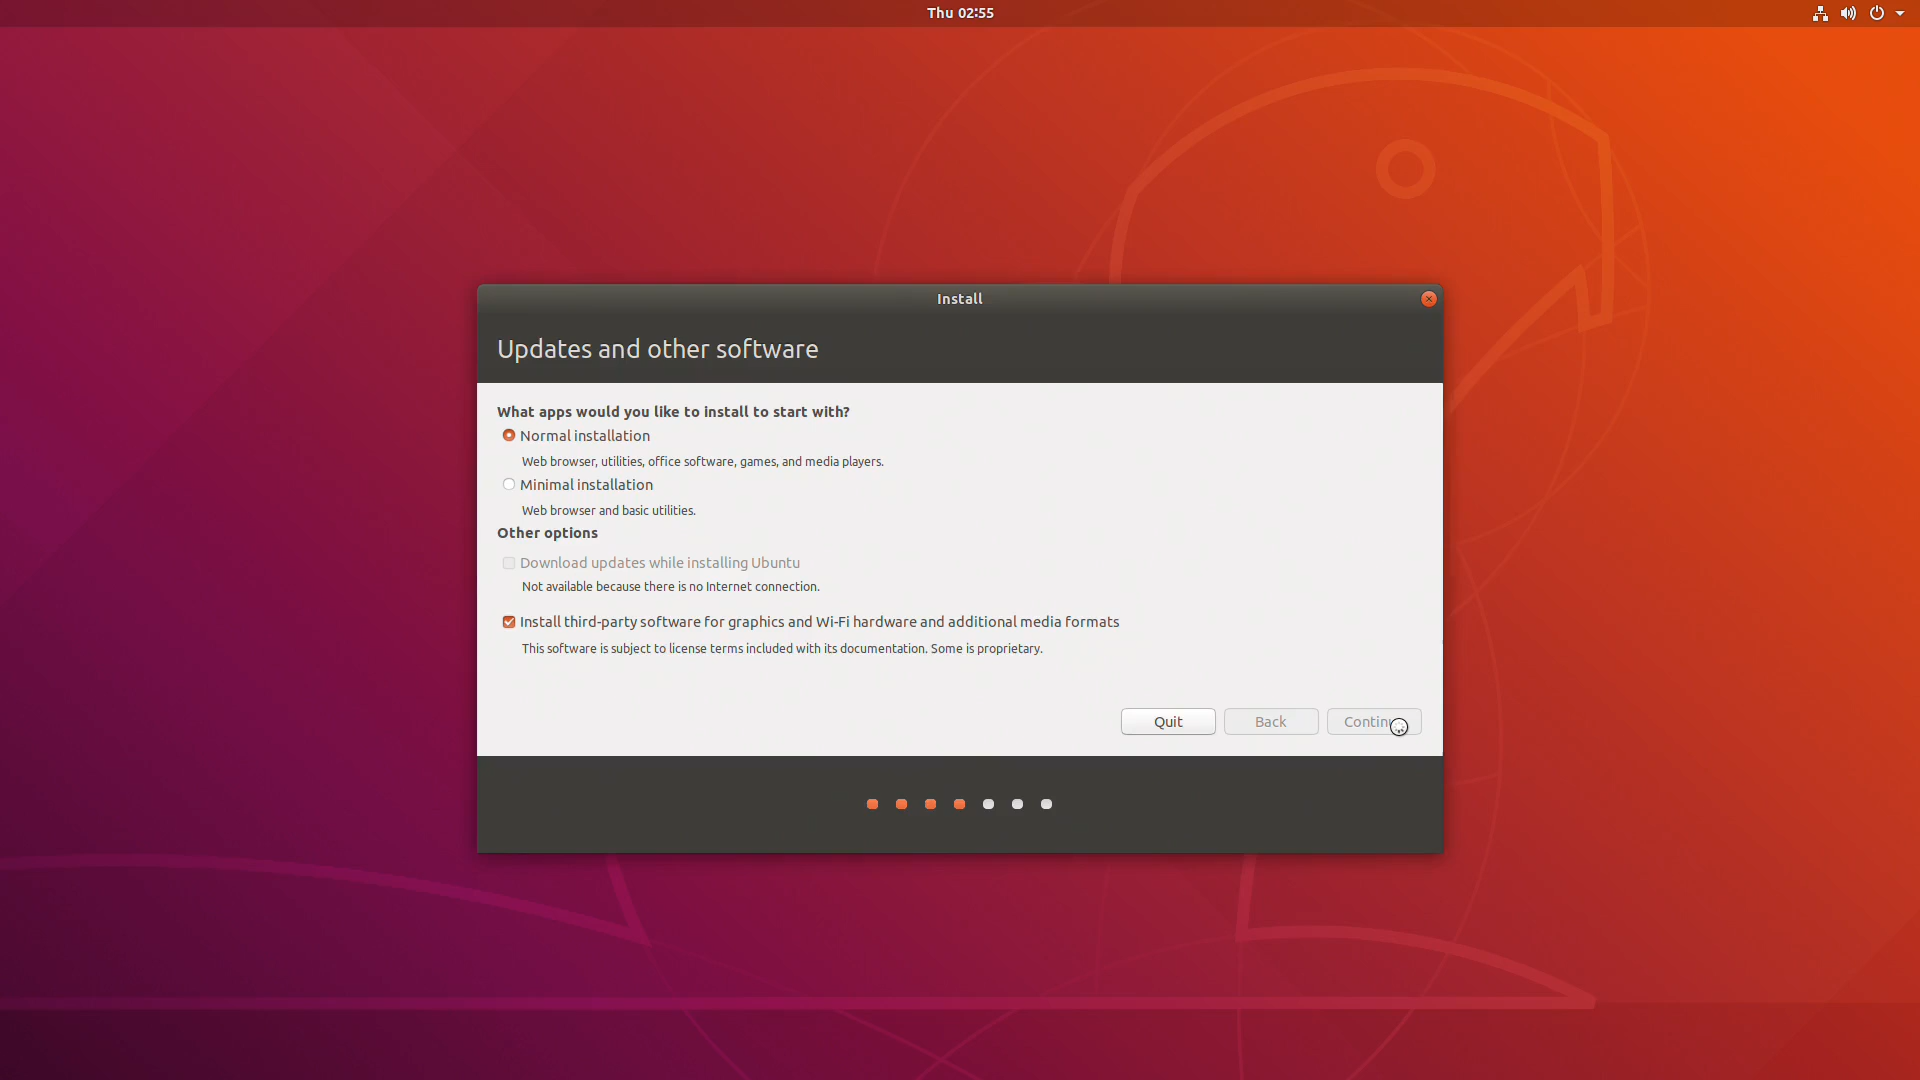 Thu 02:55
Install
Updates and other software
What apps would you like to install to start with?
Normal installation
Web browser, utilities, office software, games, and media players.
Minimal installation
Web browser and basic utilities.
Other options
Download updates while installing Ubuntu
Not available because there is no Internet connection.
Install third-party software for graphics and Wi-Fi hardware and additional media formats
This software is subject to license terms included with its documentation. Some is proprietary.
Quit Back